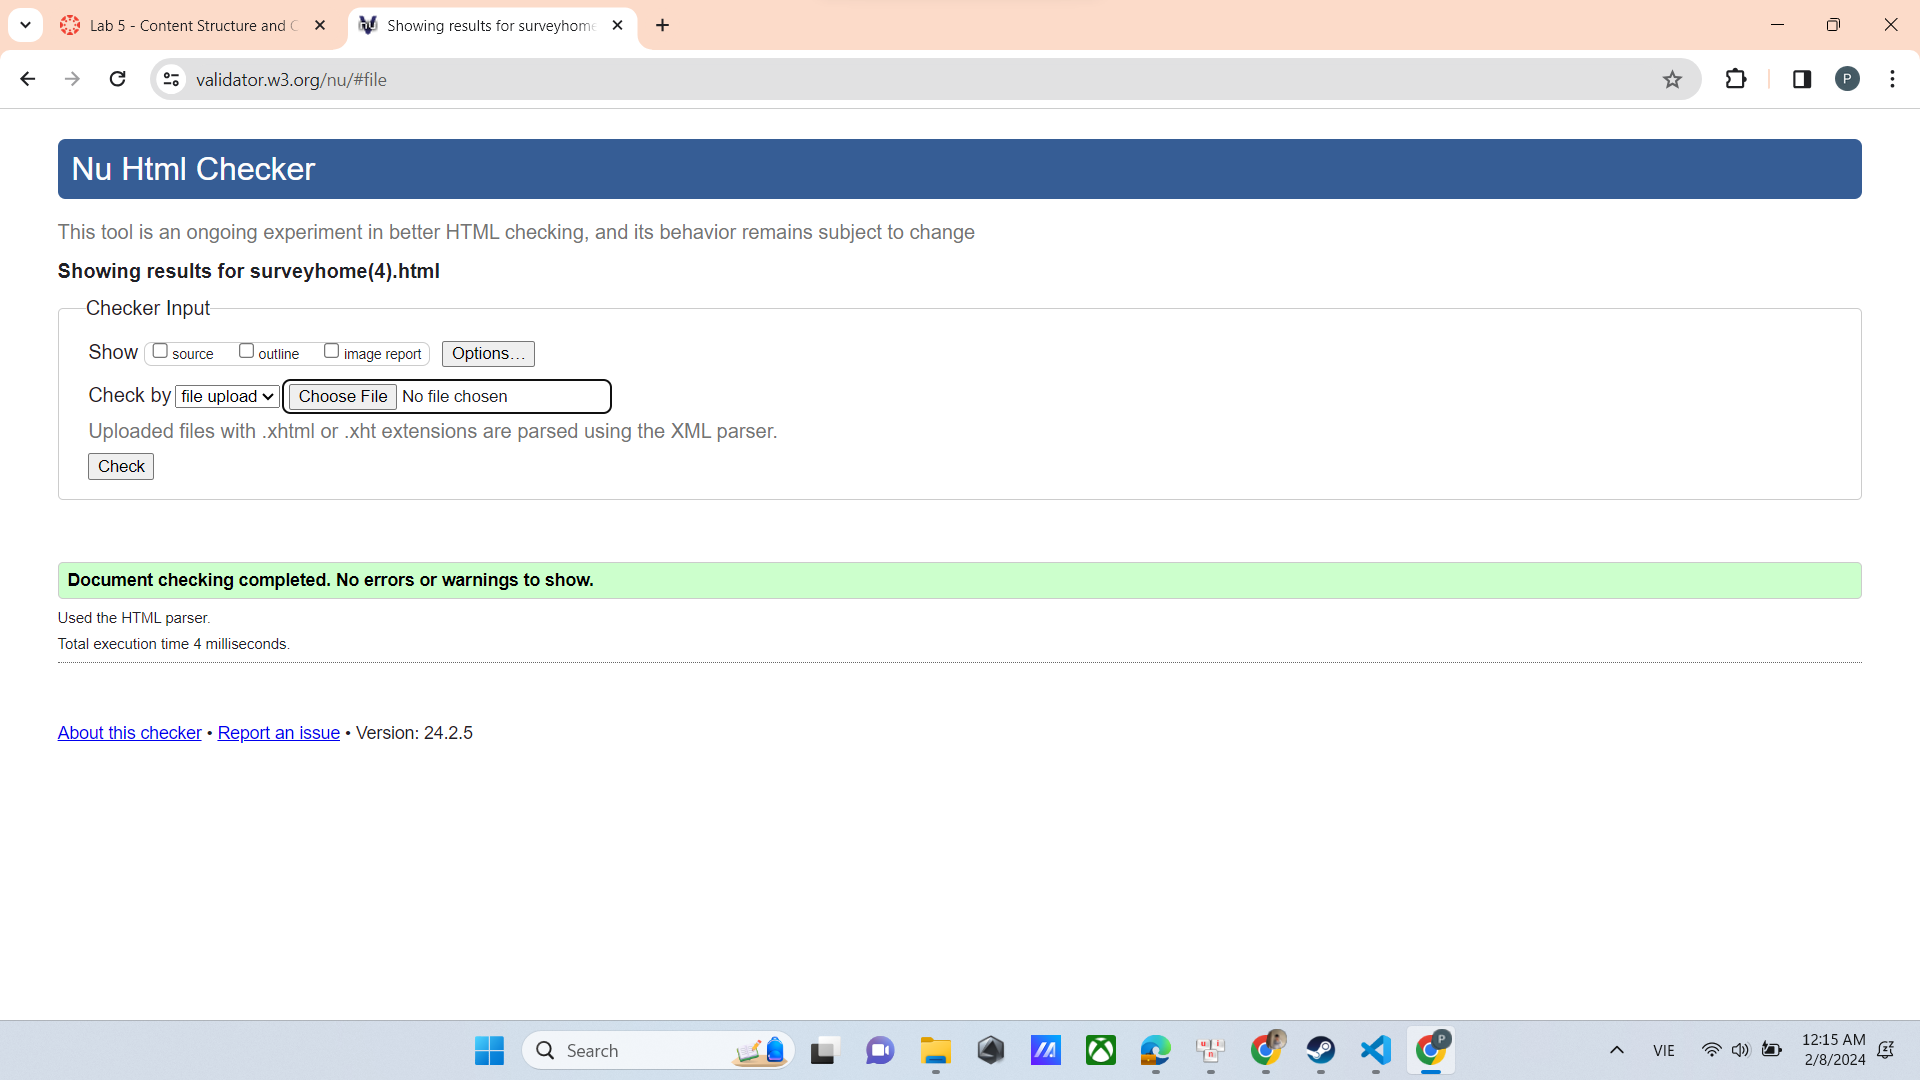 Lab 5 - Content Structure and C
Showing results for surveyhome
validator.w3.org/nu/#file
P
Nu Html Checker
This tool is an ongoing experiment in better HTML checking, and its behavior remains subject to change
Showing results for surveyhome(4).html
Checker Input
Show source outline image report Options…
Check by file upload Choose File No file chosen
Uploaded files with .xhtml or .xht extensions are parsed using the XML parser.
Check
Document checking completed. No errors or warnings to show.
Used the HTML parser.
Total execution time 4 milliseconds.
About this checker • Report an issue • Version: 24.2.5
Search
P
VIE
12:15 AM
2/8/2024